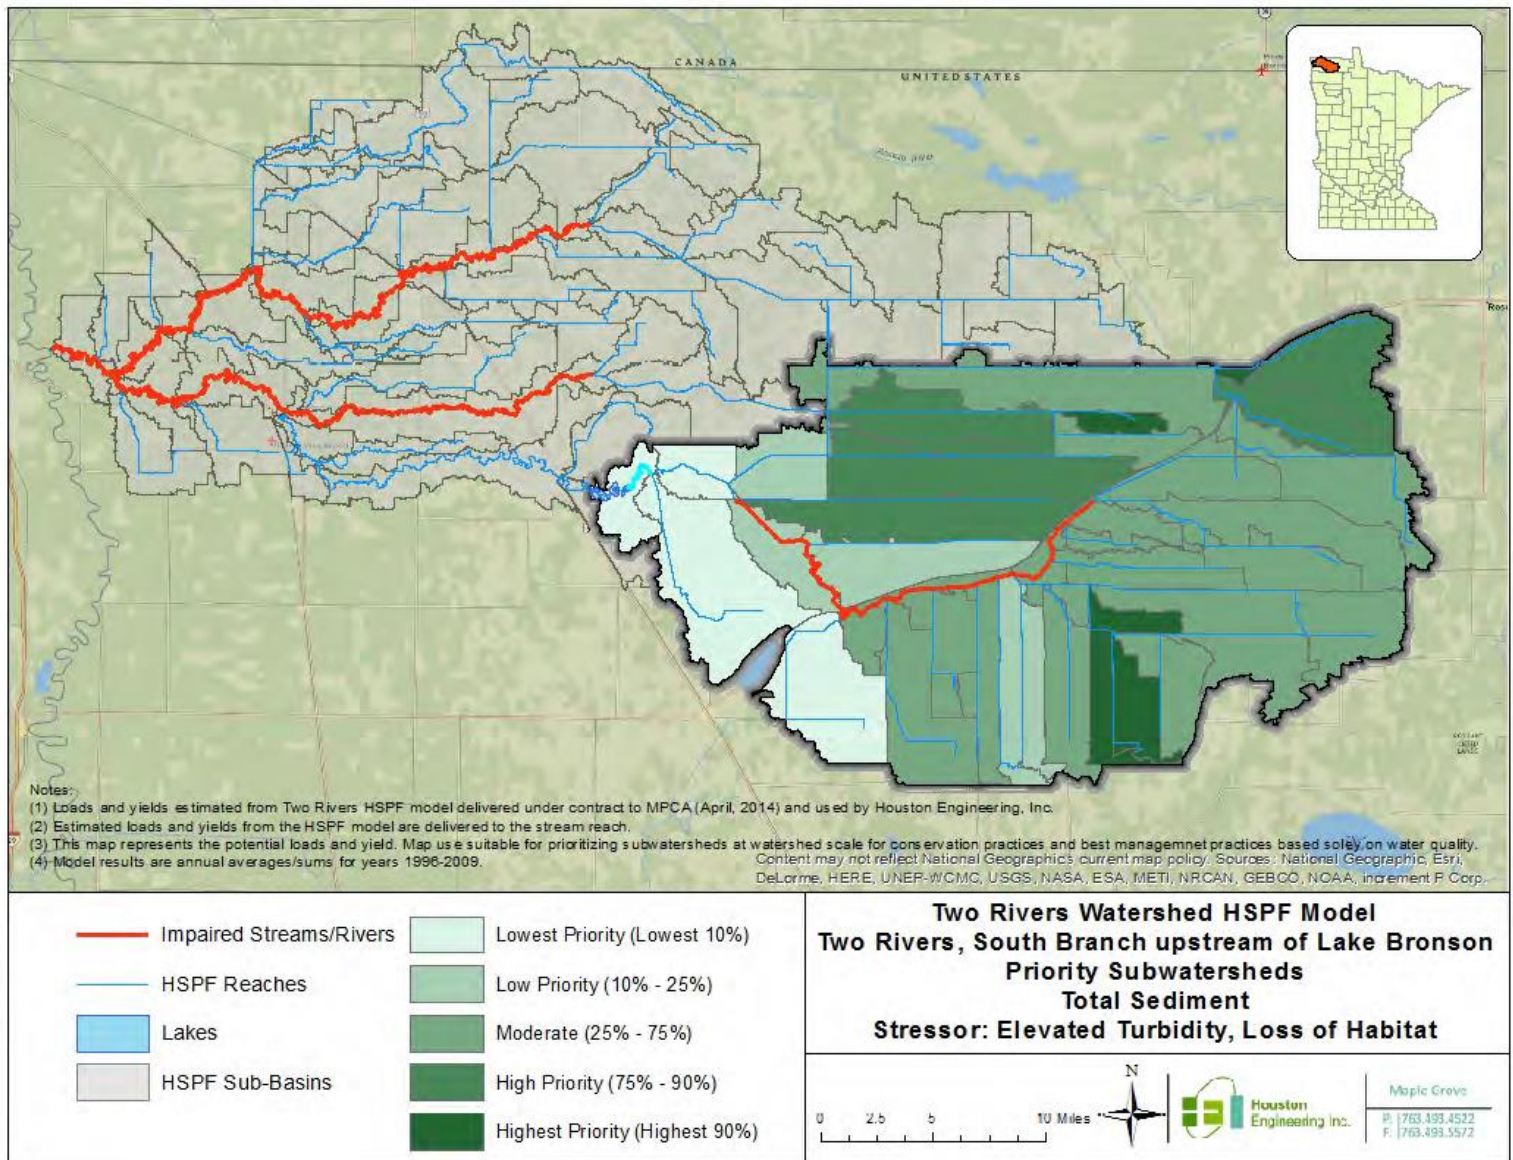 CANADA
UNITED STATES
Notes:
(1) Loads and yields estimated from Two Rivers HSPF model delivered under contract to MPCA (April, 2014) and used by Houston Engineering, Inc.
(2) Estimated loads and yields from the HSPF model are delivered to the stream reach.
(3) This map represents the potential loads and yield. Map use suitable for prioritizing subwatersheds at watershed scale for conservation practices and best managemnet practices based soley on water quality.
(4) Model results are annual averages/sums for years 1996-2009.
Content may not reflect National Geographic's current map policy. Sources: National Geographic, Esri,
DeLorme, HERE, UNEP-WCMC, USGS, NASA, ESA, METI, NRCAN, GEBCO, NOAA, increment P Corp.
Impaired Streams/Rivers
HSPF Reaches
Lakes
HSPF Sub-Basins
Lowest Priority (Lowest 10%)
Low Priority (10% - 25%)
Moderate (25% - 75%)
High Priority (75% - 90%)
Highest Priority (Highest 90%)
Two Rivers Watershed HSPF Model
Two Rivers, South Branch upstream of Lake Bronson
Priority Subwatersheds
Total Sediment
Stressor: Elevated Turbidity, Loss of Habitat
0 2.5 5 10 Miles
N
Houston
Engineering Inc.
Maple Grove
P: 763.493.4522
F: 763.493.5572